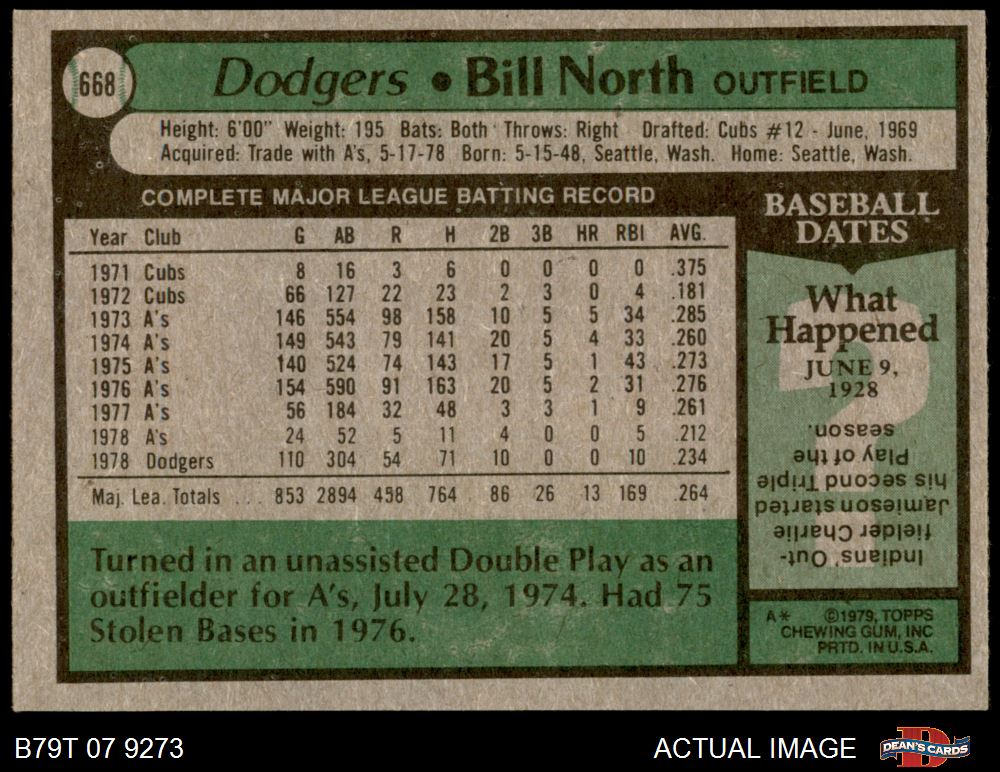 668
Dodgers • Bill North OUTFIELD
Height: 6'00" Weight: 195 Bats: Both Throws: Right Drafted: Cubs #12 - June, 1969
Acquired: Trade with A's, 5-17-78 Born: 5-15-48, Seattle, Wash. Home: Seattle, Wash.
COMPLETE MAJOR LEAGUE BATTING RECORD
Year Club G AB R H 2B 3B HR RBI AVG.
1971 Cubs 8 16 3 6 0 0 0 0 .375
1972 Cubs 66 127 22 23 2 3 0 4 .181
1973 A's 146 554 98 158 10 5 5 34 .285
1974 A's 149 543 79 141 20 5 4 33 .260
1975 A's 140 524 74 143 17 5 1 43 .273
1976 A's 154 590 91 163 20 5 2 31 .276
1977 A's 56 184 32 48 3 3 1 9 .261
1978 A's 24 52 5 11 4 0 0 5 .212
1978 Dodgers 110 304 54 71 10 0 0 10 .234
Maj. Lea. Totals ... 853 2894 458 764 86 26 13 169 .264
Turned in an unassisted Double Play as an
outfielder for A's, July 28, 1974. Had 75
Stolen Bases in 1976.
BASEBALL
DATES
What
Happened
JUNE 9,
1928
Indians' Out-
fielder Charlie
Jamieson started
his second Triple
Play of the
season.
A* ©1979, TOPPS
CHEWING GUM, INC
PRTD. IN U.S.A.
B79T 07 9273
ACTUAL IMAGE
DEAN'S CARDS